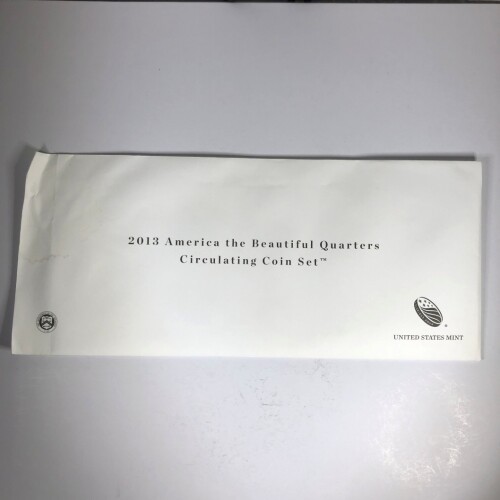 2013 America the Beautiful Quarters
Circulating Coin Set™
UNITED STATES MINT